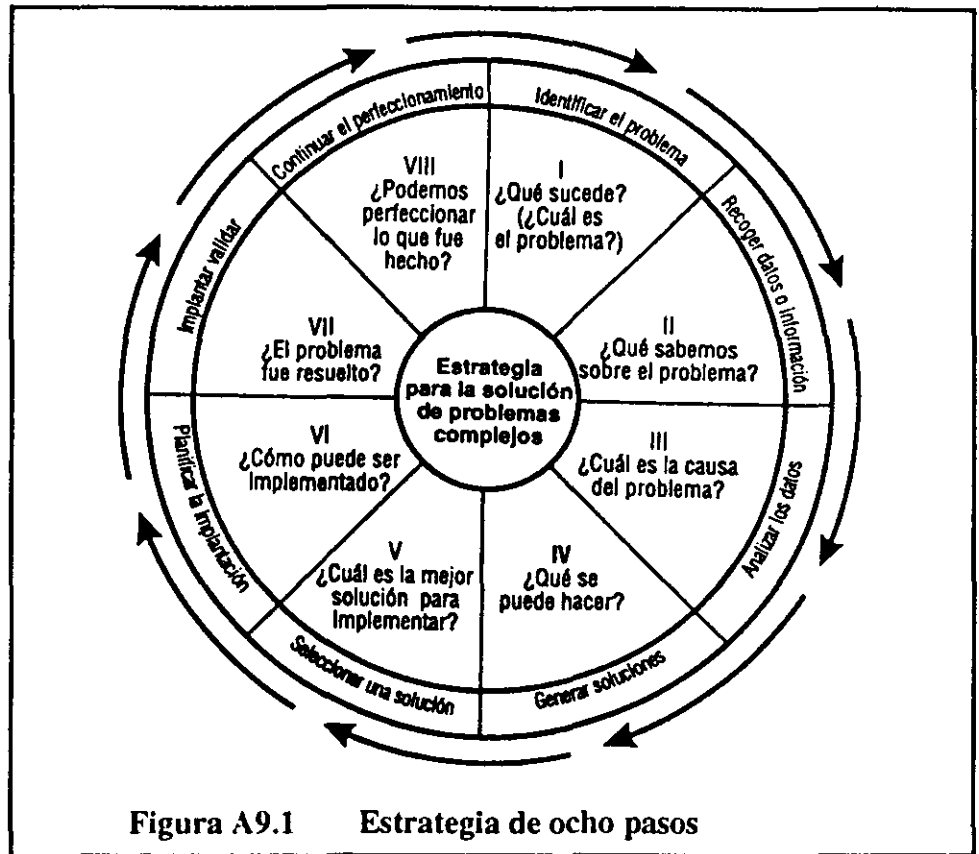 Identificar el problema
I
¿Qué sucede?
(¿Cuál es
el problema?)
Recoger datos o información
II
¿Qué sabemos
sobre el problema?
Analizar los datos
III
¿Cuál es la causa
del problema?
Generar soluciones
IV
¿Qué se
puede hacer?
Seleccionar una solución
V
¿Cuál es la mejor
solución para
Implementar?
Planificar la implantación
VI
¿Cómo puede ser
Implementado?
Implantar validar
VII
¿El problema
fue resuelto?
Continuar el perfeccionamiento
VIII
¿Podemos
perfeccionar
lo que fue
hecho?
Estrategia
para la solución
de problemas
complejos
Figura A9.1 Estrategia de ocho pasos